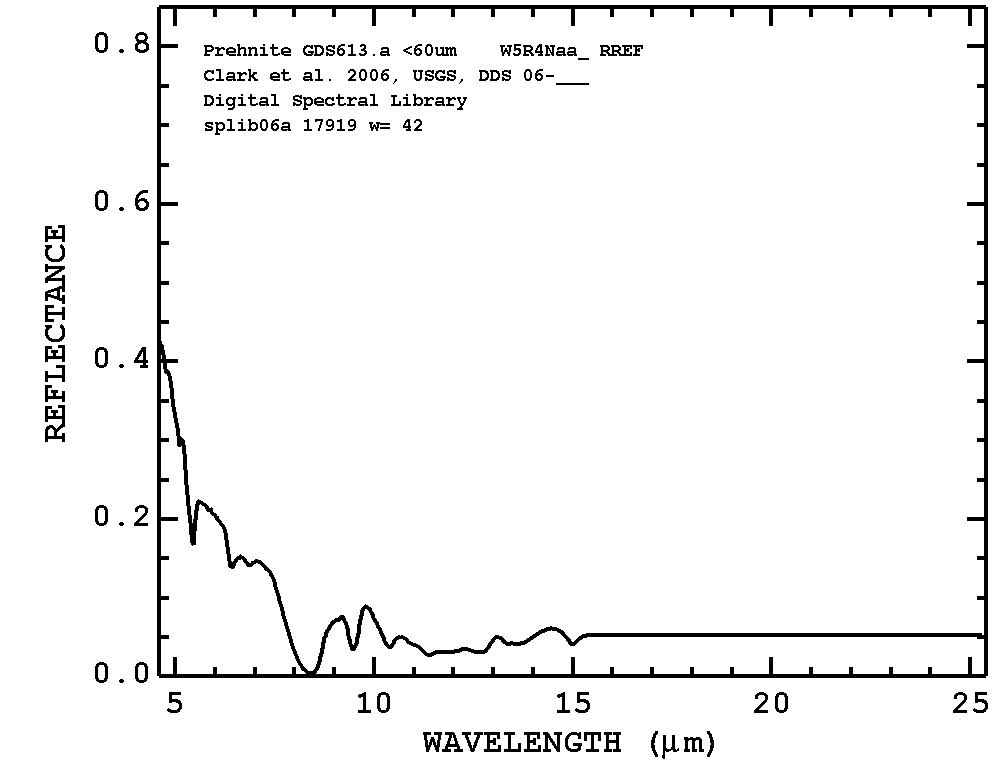 0.8
Prehnite GDS613.a <60um W5R4Naa_ RREF
Clark et al. 2006, USGS, DDS 06-___
Digital Spectral Library
splib06a 17919 w= 42
0.6
REFLECTANCE
0.4
0.2
0.0
5 10 15 20 25
WAVELENGTH (μm)